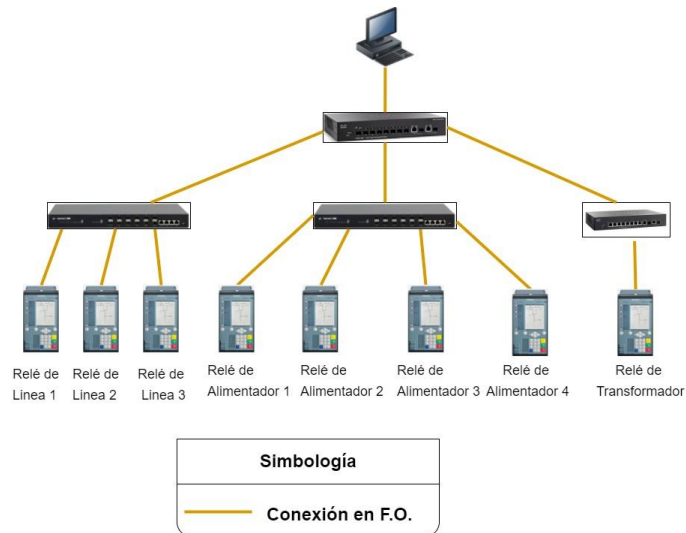 Relé de
Linea 1
Relé de
Linea 2
Relé de
Linea 3
Relé de
Alimentador 1
Relé de
Alimentador 2
Relé de
Alimentador 3
Relé de
Alimentador 4
Relé de
Transformador
Simbología
Conexión en F.O.